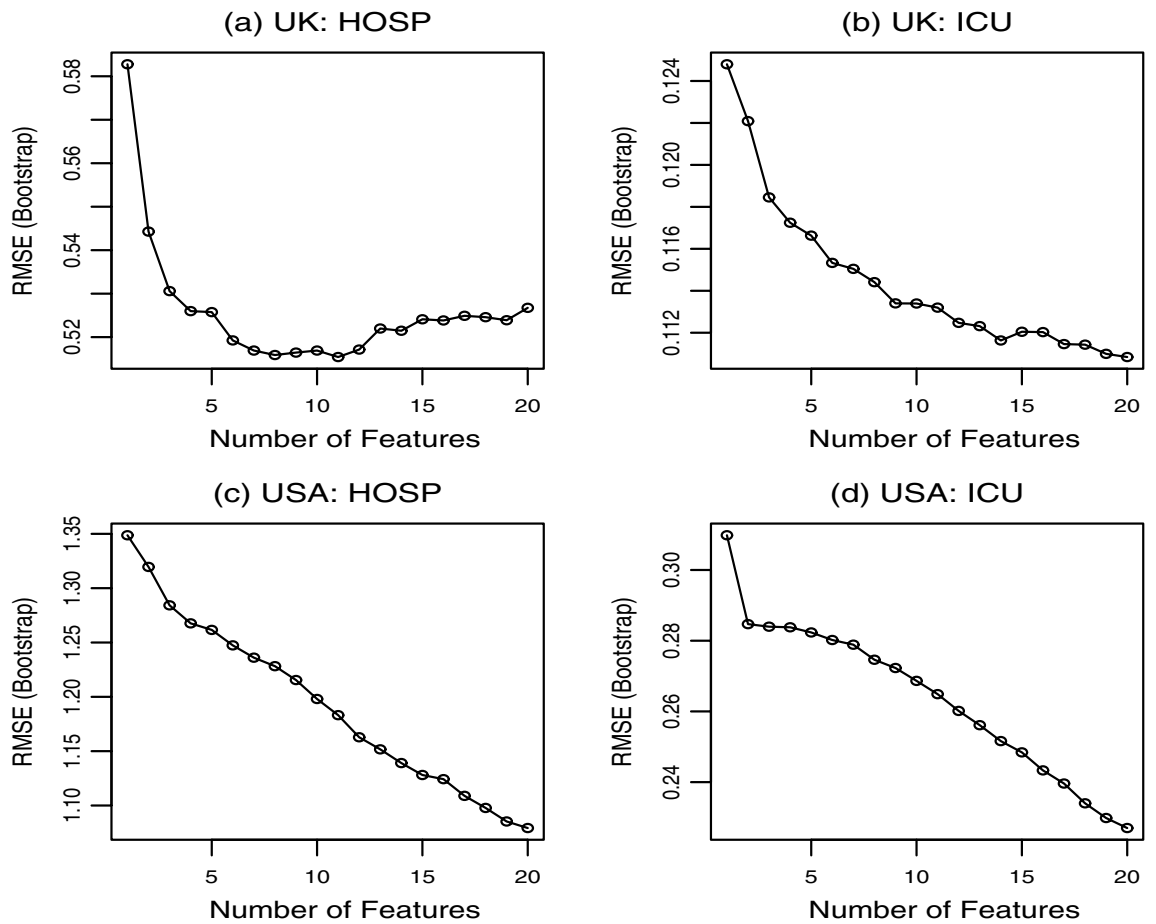 (a) UK: HOSP
RMSE (Bootstrap)
0.58
0.56
0.54
0.52
5 10 15 20
Number of Features
(b) UK: ICU
RMSE (Bootstrap)
0.124
0.120
0.116
0.112
5 10 15 20
Number of Features
(c) USA: HOSP
RMSE (Bootstrap)
1.35
1.30
1.25
1.20
1.15
1.10
5 10 15 20
Number of Features
(d) USA: ICU
RMSE (Bootstrap)
0.30
0.28
0.26
0.24
5 10 15 20
Number of Features